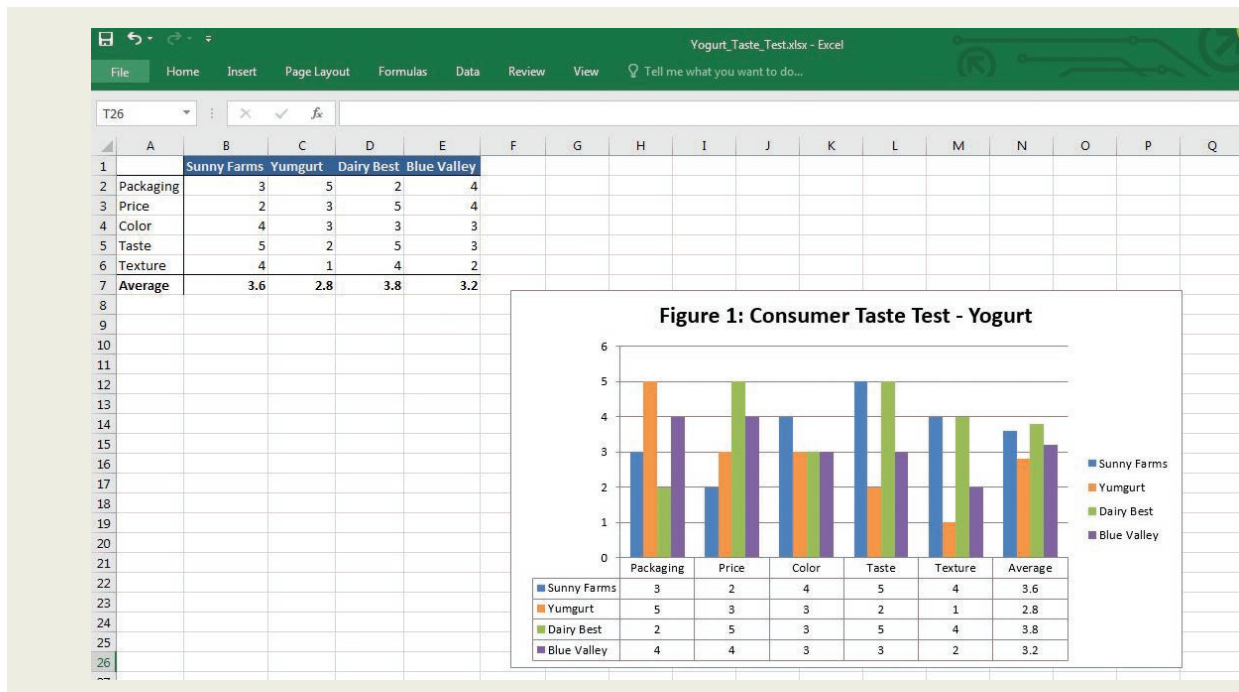 Yogurt_Taste_Test.xlsx - Excel
File Home Insert Page Layout Formulas Data Review View Tell me what you want to do...
T26 fx
A B C D E F G H I J K L M N O P Q
1 Sunny Farms Yumgurt Dairy Best Blue Valley
2 Packaging 3 5 2 4
3 Price 2 3 5 4
4 Color 4 3 3 3
5 Taste 5 2 5 3
6 Texture 4 1 4 2
7 Average 3.6 2.8 3.8 3.2
8
9
10
11
12
13
14
15
16
17
18
19
20
21
22
23
24
25
26
Figure 1: Consumer Taste Test - Yogurt
6
5
4
3
2
1
0
Sunny Farms
Yumgurt
Dairy Best
Blue Valley
Packaging Price Color Taste Texture Average
Sunny Farms 3 2 4 5 4 3.6
Yumgurt 5 3 3 2 1 2.8
Dairy Best 2 5 3 5 4 3.8
Blue Valley 4 4 3 3 2 3.2